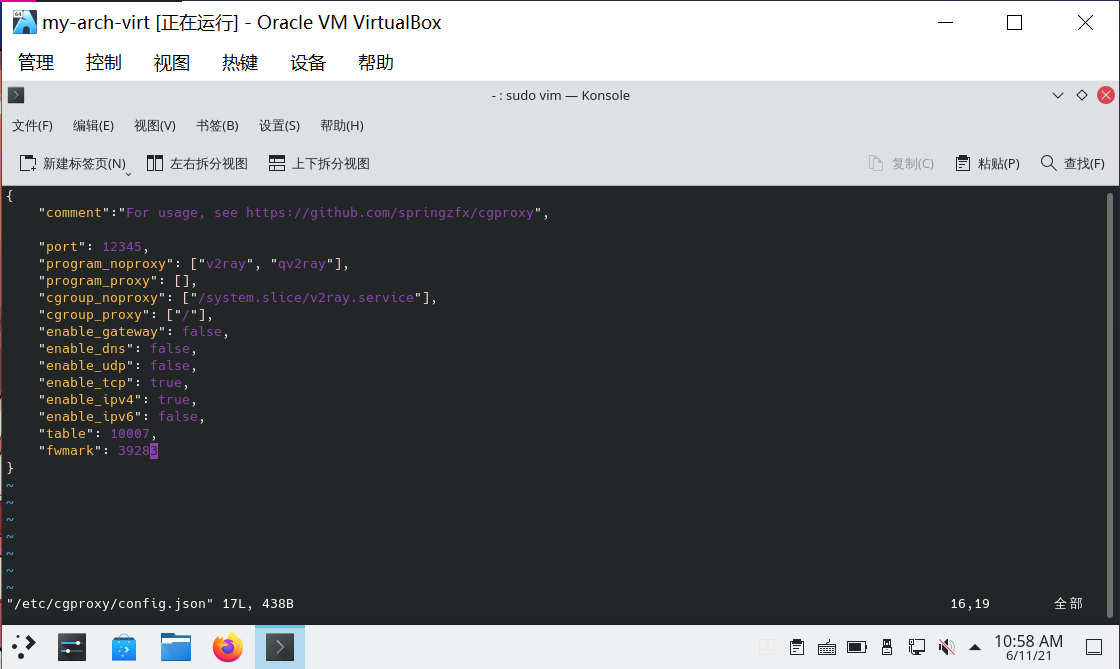 my-arch-virt [正在运行] - Oracle VM VirtualBox
管理 控制 视图 热键 设备 帮助
- : sudo vim — Konsole
文件(F) 编辑(E) 视图(V) 书签(B) 设置(S) 帮助(H)
新建标签页(N) 左右拆分视图 上下拆分视图 复制(C) 粘贴(P) 查找(F)
{
"comment":"For usage, see https://github.com/springzfx/cgproxy",
"port": 12345,
"program_noproxy": ["v2ray", "qv2ray"],
"program_proxy": [],
"cgroup_noproxy": ["/system.slice/v2ray.service"],
"cgroup_proxy": ["/"],
"enable_gateway": false,
"enable_dns": false,
"enable_udp": false,
"enable_tcp": true,
"enable_ipv4": true,
"enable_ipv6": false,
"table": 10007,
"fwmark": 39283
}
~
~
~
~
~
~
~
"/etc/cgproxy/config.json" 17L, 438B 16,19 全部
10:58 AM
6/11/21